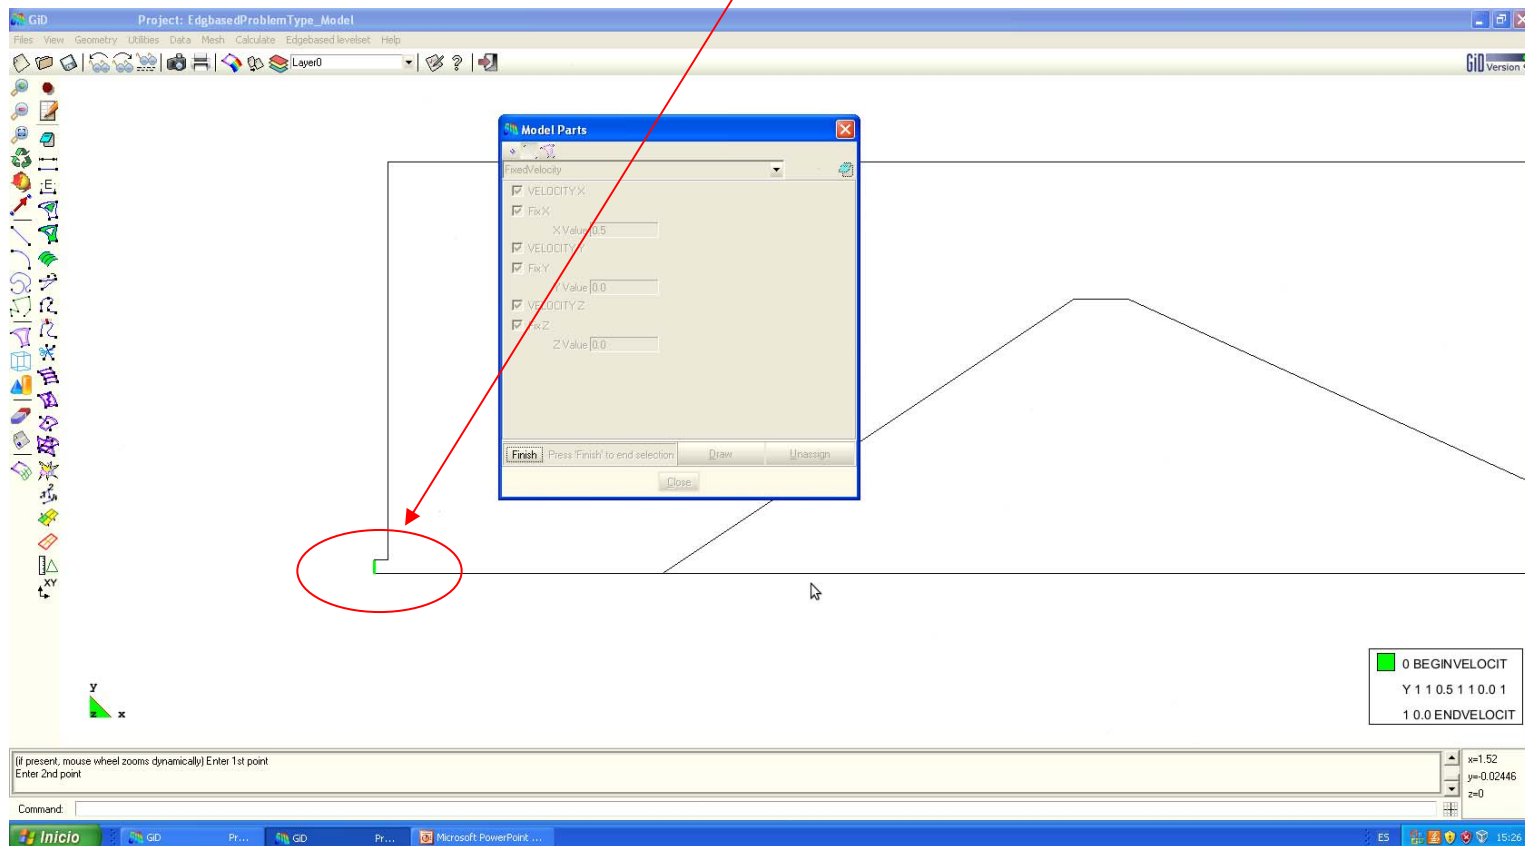 GiD Project: EdgbasedProblemType_Model
Files View Geometry Utilities Data Mesh Calculate Edgebased levelset Help
Layer0
GiD Version
:E:
XY
Model Parts
FixedVelocity
VELOCITY X
Fix X
X Value 0.5
VELOCITY Y
Fix Y
Y Value 0.0
VELOCITY Z
Fix Z
Z Value 0.0
Finish Press 'Finish' to end selection Draw Unassign
Close
y
z x
0 BEGINVELOCIT
Y 1 1 0.5 1 1 0.0 1
1 0.0 ENDVELOCIT
(if present, mouse wheel zooms dynamically) Enter 1st point
Enter 2nd point
x=1.52
y=-0.02446
z=0
Command:
Inicio GiD Pr... GiD Pr... Microsoft PowerPoint ... ES 15:26